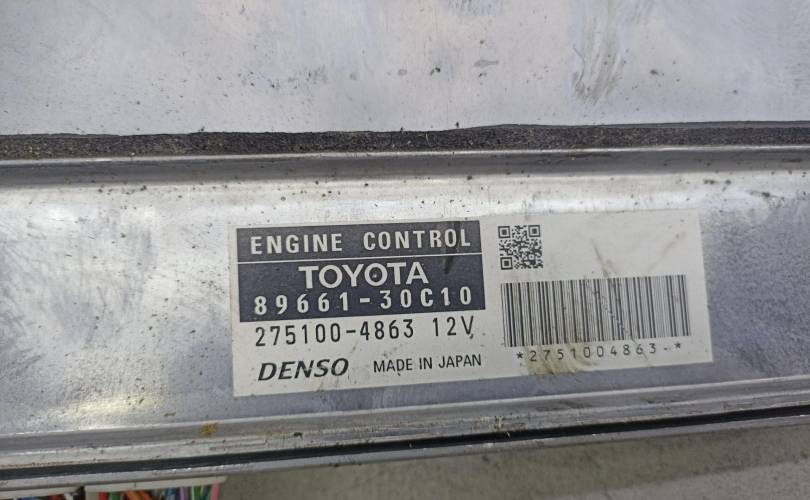 ENGINE CONTROL
TOYOTA
89661-30C10
275100-4863 12V
DENSO MADE IN JAPAN
*2751004863-*